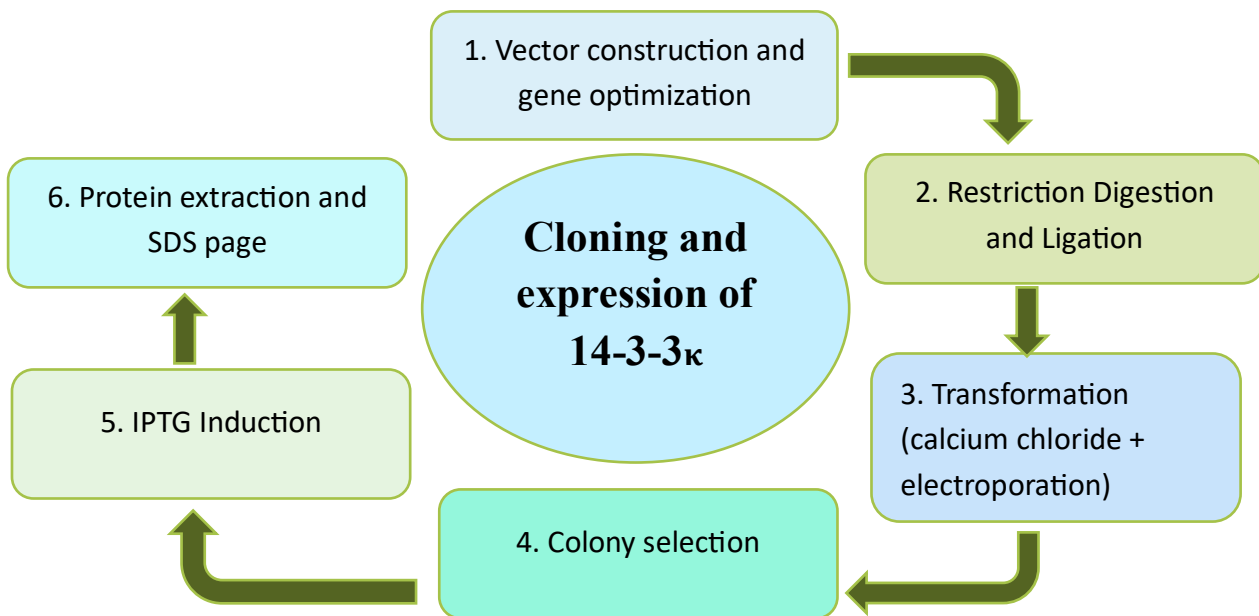 1. Vector construction and
gene optimization
2. Restriction Digestion
and Ligation
3. Transformation
(calcium chloride +
electroporation)
4. Colony selection
5. IPTG Induction
6. Protein extraction and
SDS page
Cloning and
expression of
14-3-3κ